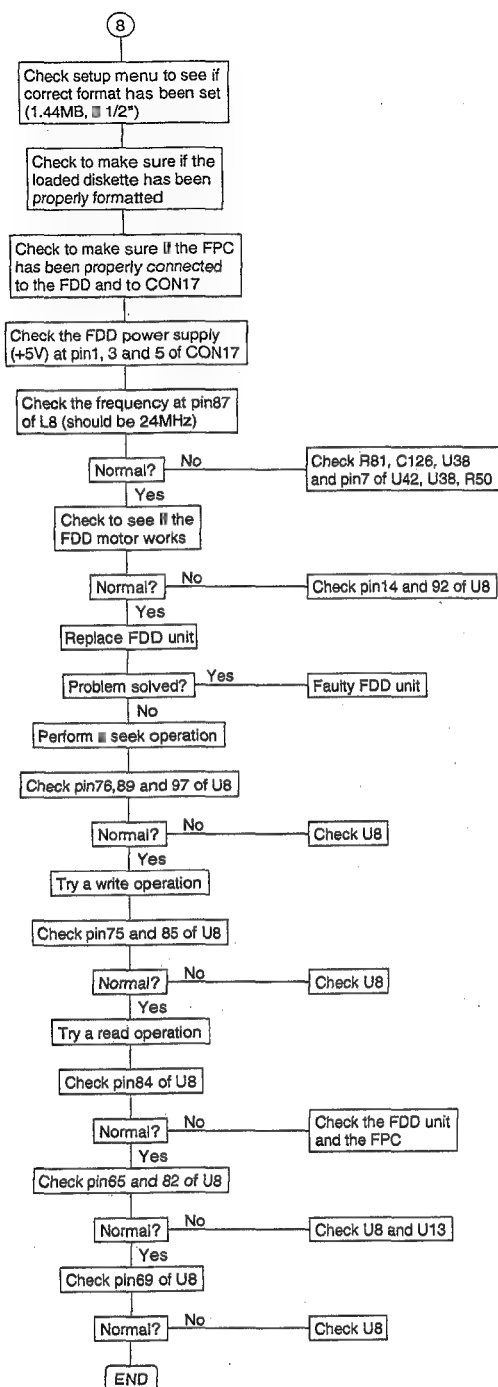 8
Check setup menu to see if
correct format has been set
(1.44MB, 1/2")
Check to make sure if the
loaded diskette has been
properly formatted
Check to make sure if the FPC
has been properly connected
to the FDD and to CON17
Check the FDD power supply
(+5V) at pin1, 3 and 5 of CON17
Check the frequency at pin87
of L8 (should be 24MHz)
Normal?
No
Check R81, C126, U38
and pin7 of U42, U38, R50
Yes
Check to see if the
FDD motor works
Normal?
No
Check pin14 and 92 of U8
Yes
Replace FDD unit
Problem solved?
Yes
Faulty FDD unit
No
Perform seek operation
Check pin76,89 and 97 of U8
Normal?
No
Check U8
Yes
Try a write operation
Check pin75 and 85 of U8
Normal?
No
Check U8
Yes
Try a read operation
Check pin84 of U8
Normal?
No
Check the FDD unit
and the FPC
Yes
Check pin65 and 82 of U8
Normal?
No
Check U8 and U13
Yes
Check pin69 of U8
Normal?
No
Check U8
END